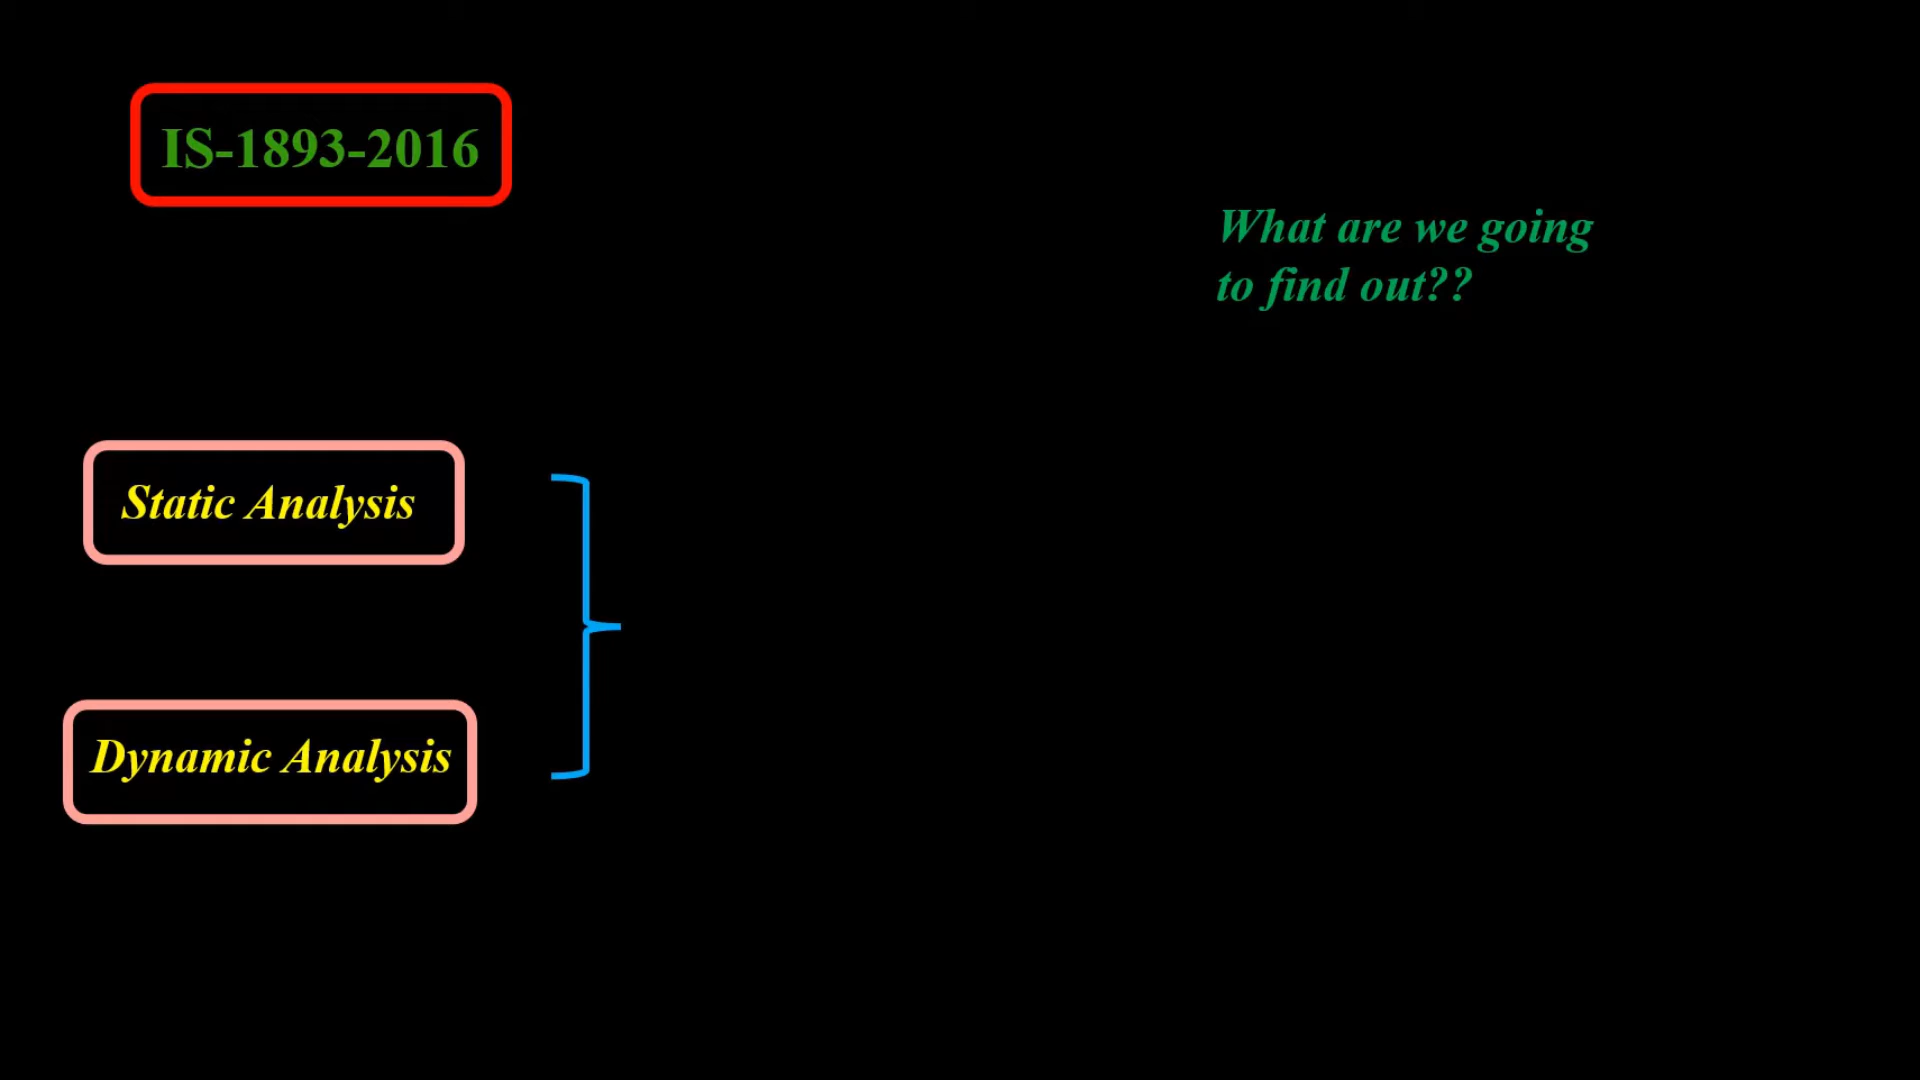 IS-1893-2016
What are we going
to find out??
Static Analysis
Dynamic Analysis